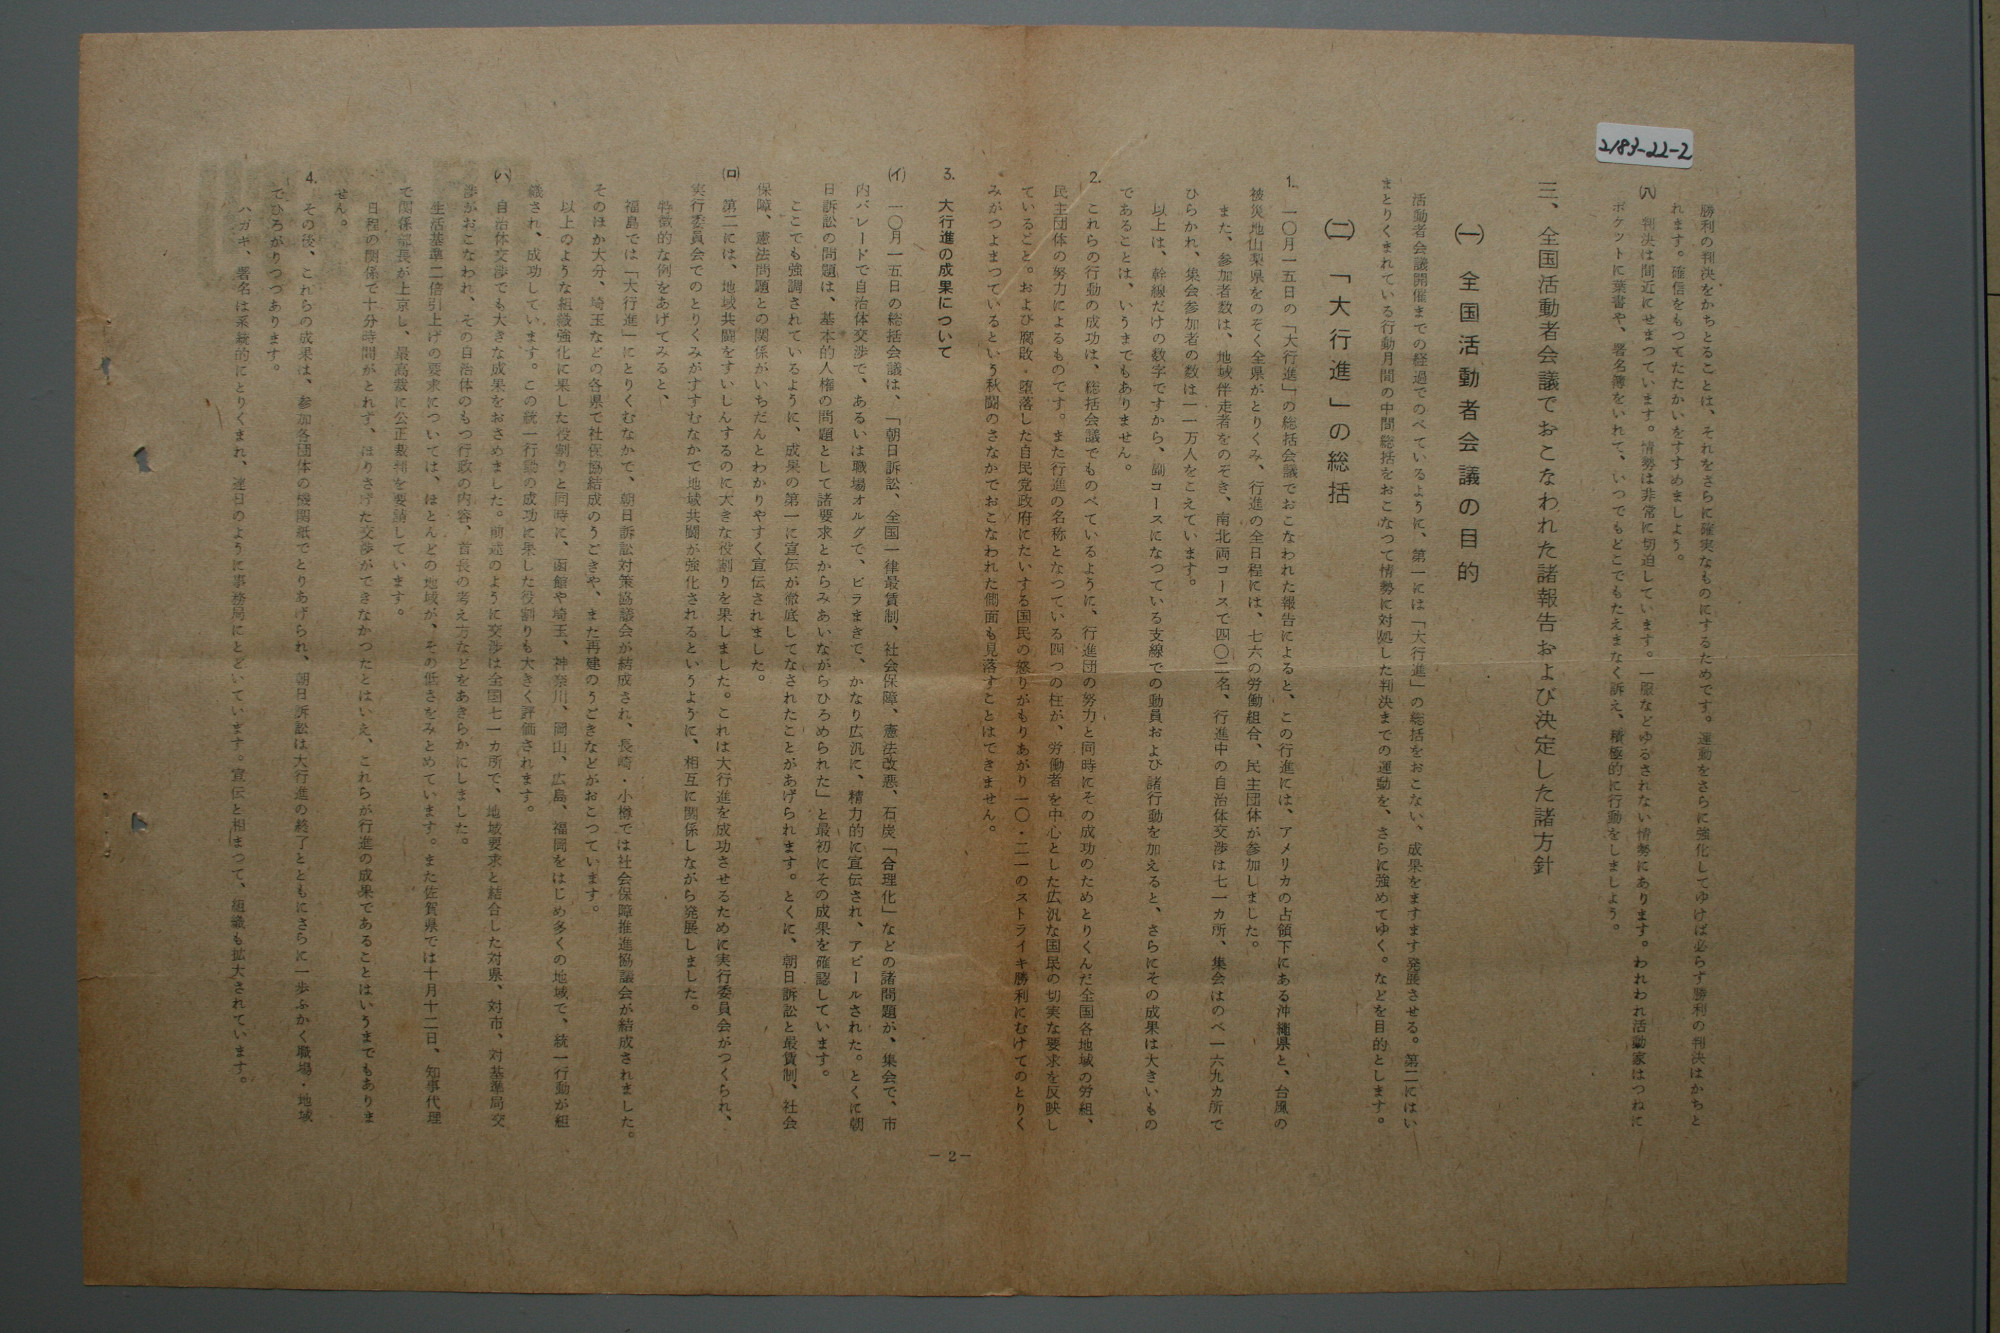 2183-22-2
勝利の判決をかちとることは、それをさらに確実なものにするためです。運動をさらに強化してゆけば必らず勝利の判決はかちと
れます。確信をもつてたたかいをすすめましよう。
(ハ) 判決は間近にせまつています。情勢は非常に切迫しています。一服などゆるされない情勢にあります。われわれ活動家はつねに
ポケツトに葉書や、署名簿をいれて、いつでもどこでもたえまなく訴え、積極的に行動をしましよう。
三、全国活動者会議でおこなわれた諸報告および決定した諸方針
(一) 全国活動者会議の目的
活動者会議開催までの経過でのべているように、第一には「大行進」の総括をおこない、成果をますます発展させる。第二にはい
まとりくまれている行動月間の中間総括をおこなつて情勢に対処した判決までの運動を、さらに強めてゆく。などを目的とします。
(二) 「大行進」の総括
1. 一〇月一五日の「大行進」の総括会議でおこなわれた報告によると、この行進には、アメリカの占領下にある沖縄県と、台風の
被災地山梨県をのぞく全県がとりくみ、行進の全日程には、七六の労働組合、民主団体が参加しました。
また、参加者数は、地域伴走者をのぞき、南北両コースで四〇二名、行進中の自治体交渉は七一カ所、集会はのべ一六九カ所で
ひらかれ、集会参加者の数は一一万人をこえています。
以上は、幹線だけの数字ですから、副コースになつている支線での動員および諸行動を加えると、さらにその成果は大きいもの
であることは、いうまでもありません。
2. これらの行動の成功は、総括会議でものべているように、行進団の努力と同時にその成功のためとりくんだ全国各地域の労組、
民主団体の努力によるものです。また行進の名称となつている四つの柱が、労働者を中心とした広汎な国民の切実な要求を反映し
ていること。および腐敗・堕落した自民党政府にたいする国民の怒りがもりあがり一〇・二一のストライキ勝利にむけてのとりく
みがつよまつているという秋闘のさなかでおこなわれた側面も見落すことはできません。
3. 大行進の成果について
(イ) 一〇月一五日の総括会議は、「朝日訴訟、全国一律最賃制、社会保障、憲法改悪、石炭「合理化」などの諸問題が、集会で、市
内パレードで自治体交渉で、あるいは職場オルグで、ビラまきで、かなり広汎に、精力的に宣伝され、アピールされた。とくに朝
日訴訟の問題は、基本的人権の問題として諸要求とからみあいながらひろめられた」と最初にその成果を確認しています。
ここでも強調されているように、成果の第一に宣伝が徹底してなされたことがあげられます。とくに、朝日訴訟と最賃制、社会
保障、憲法問題との関係がいちだんとわかりやすく宣伝されました。
(ロ) 第二には、地域共闘をすいしんするのに大きな役割りを果しました。これは大行進を成功させるために実行委員会がつくられ、
実行委員会でのとりくみがすすむなかで地域共闘が強化されるというように、相互に関係しながら発展しました。
特徴的な例をあげてみると、
福島では「大行進」にとりくむなかで、朝日訴訟対策協議会が結成され、長崎・小樽では社会保障推進協議会が結成されました。
そのほか大分、埼玉などの各県で社保協結成のうごきや、また再建のうごきなどがおこつています。
以上のような組織強化に果した役割りと同時に、函館や埼玉、神奈川、岡山、広島、福岡をはじめ多くの地域で、統一行動が組
織され、成功しています。この統一行動の成功に果した役割りも大きく評価されます。
(ハ) 自治体交渉でも大きな成果をおさめました。前述のように交渉は全国七一カ所で、地域要求と結合した対県、対市、対基準局交
渉がおこなわれ、その自治体のもつ行政の内容、首長の考え方などをあきらかにしました。
生活基準二倍引上げの要求については、ほとんどの地域が、その低さをみとめています。また佐賀県では十月十二日、知事代理
で関係部長が上京し、最高裁に公正裁判を要請しています。
日程の関係で十分時間がとれず、ほりさげた交渉ができなかつたとはいえ、これらが行進の成果であることはいうまでもありま
せん。
4. その後、これらの成果は、参加各団体の機関紙でとりあげられ、朝日訴訟は大行進の終了とともにさらに一歩ふかく職場・地域
でひろがりつつあります。
ハガキ、署名は系統的にとりくまれ、連日のように事務局にとどいています。宣伝と相まつて、組織も拡大されています。
－2－